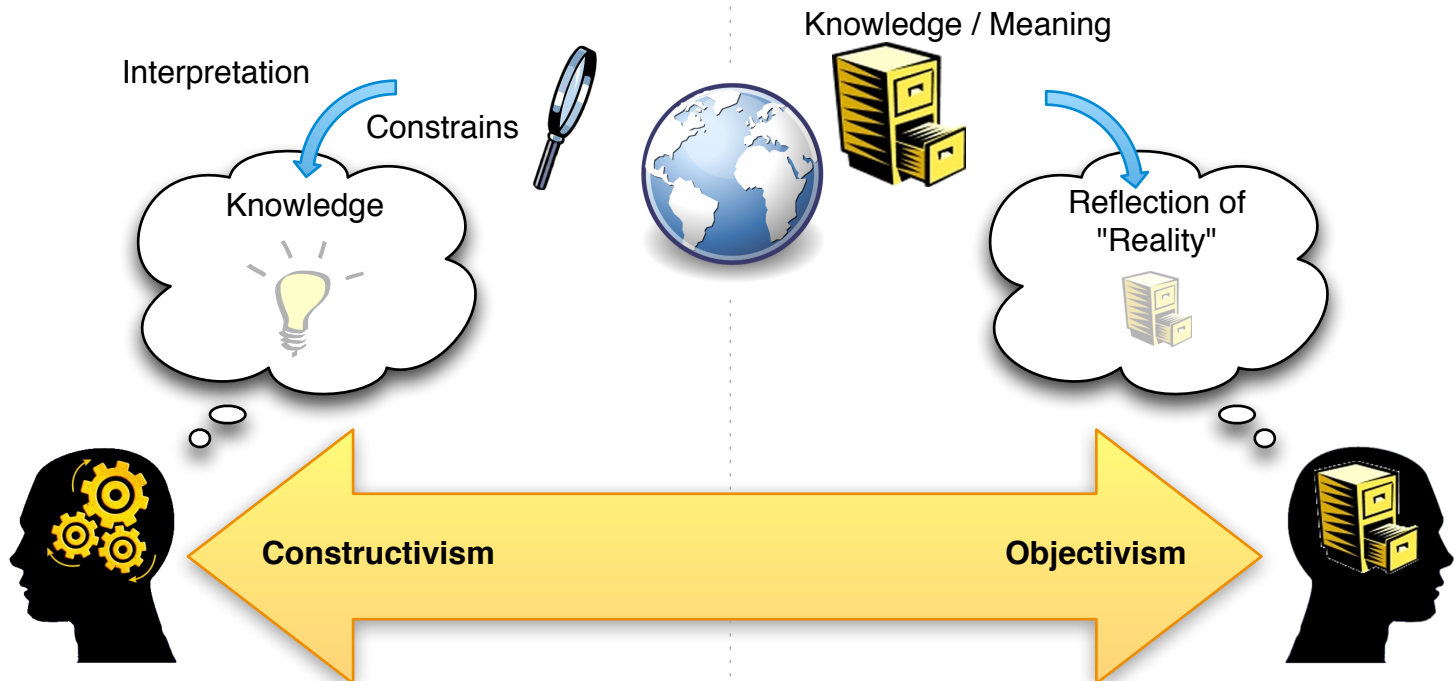 Knowledge / Meaning
Interpretation
Constrains
Knowledge
Reflection of
"Reality"
Constructivism
Objectivism